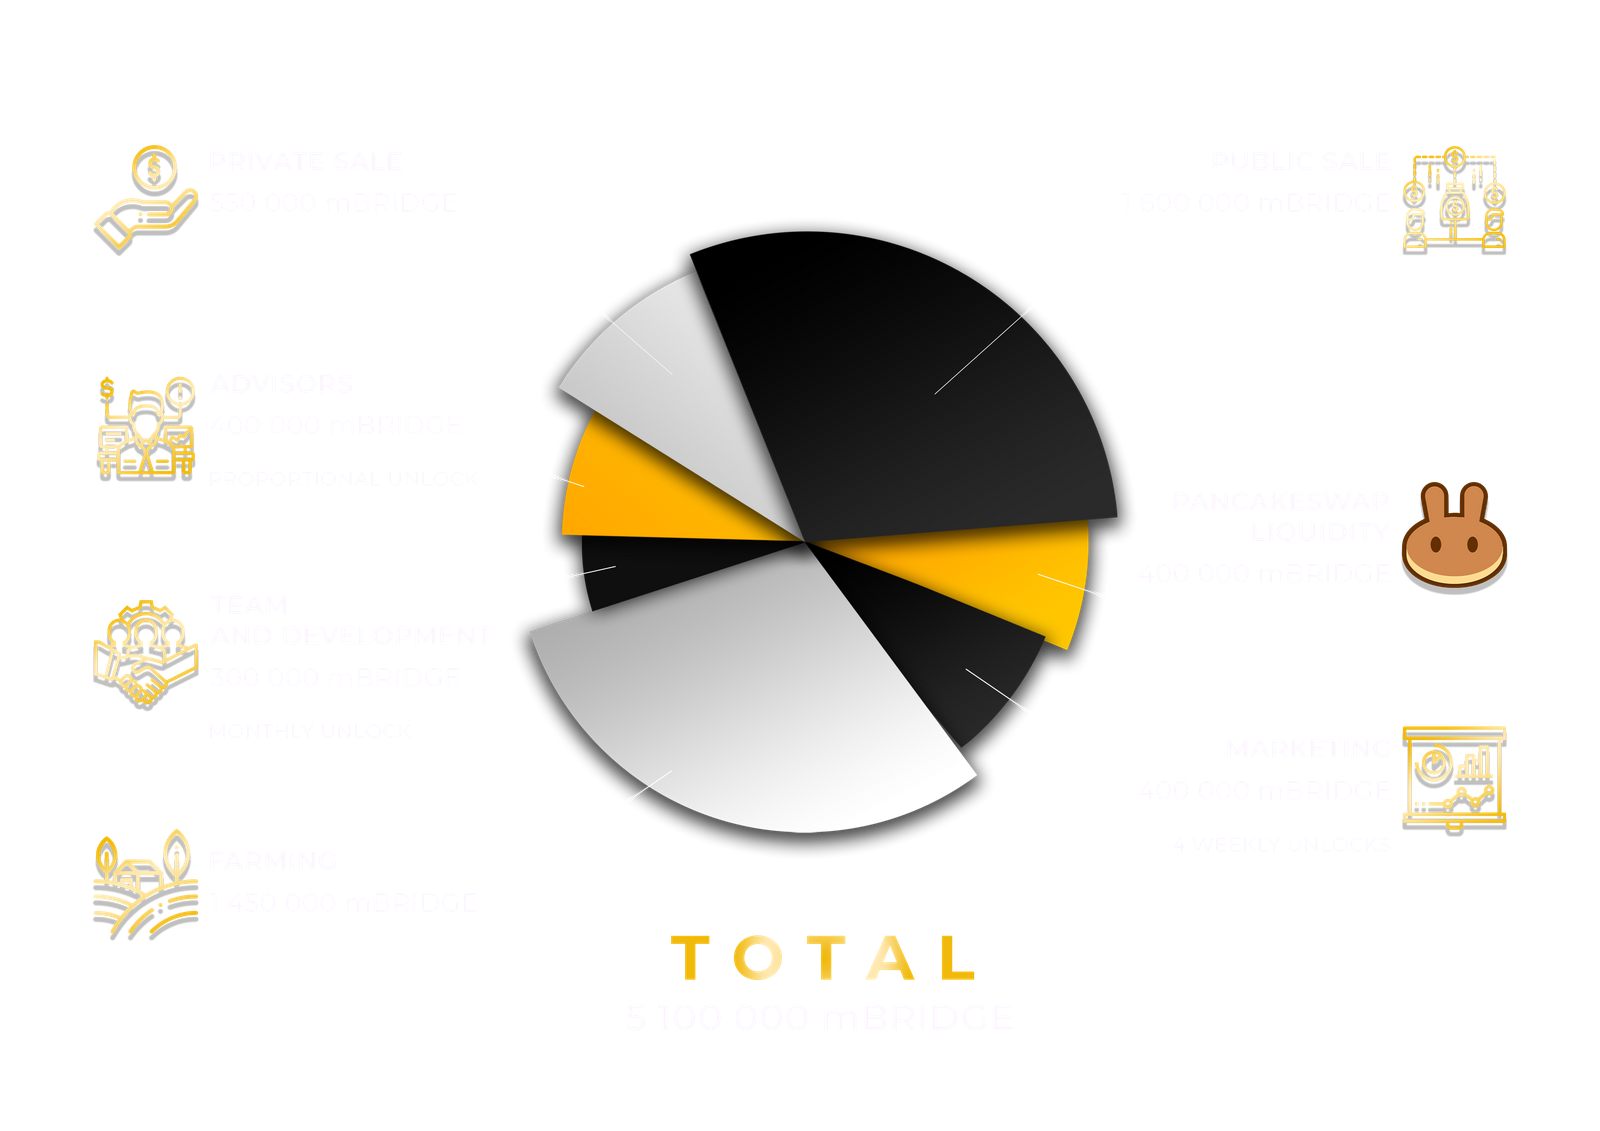 PRIVATE SALE
550 000 mBRIDGE
ADVISORS
400 000 mBRIDGE
PROPORTIONAL UNLOCK
TEAM
AND DEVELOPMENT
300 000 mBRIDGE
MONTHLY UNLOCK
FARMING
1 450 000 mBRIDGE
PUBLIC SALE
1 600 000 mBRIDGE
PANCAKESWAP
LIQUIDITY
400 000 mBRIDGE
MARKETING
400 000 mBRIDGE
4 WEEKLY UNLOCKS
TOTAL
5 100 000 mBRIDGE